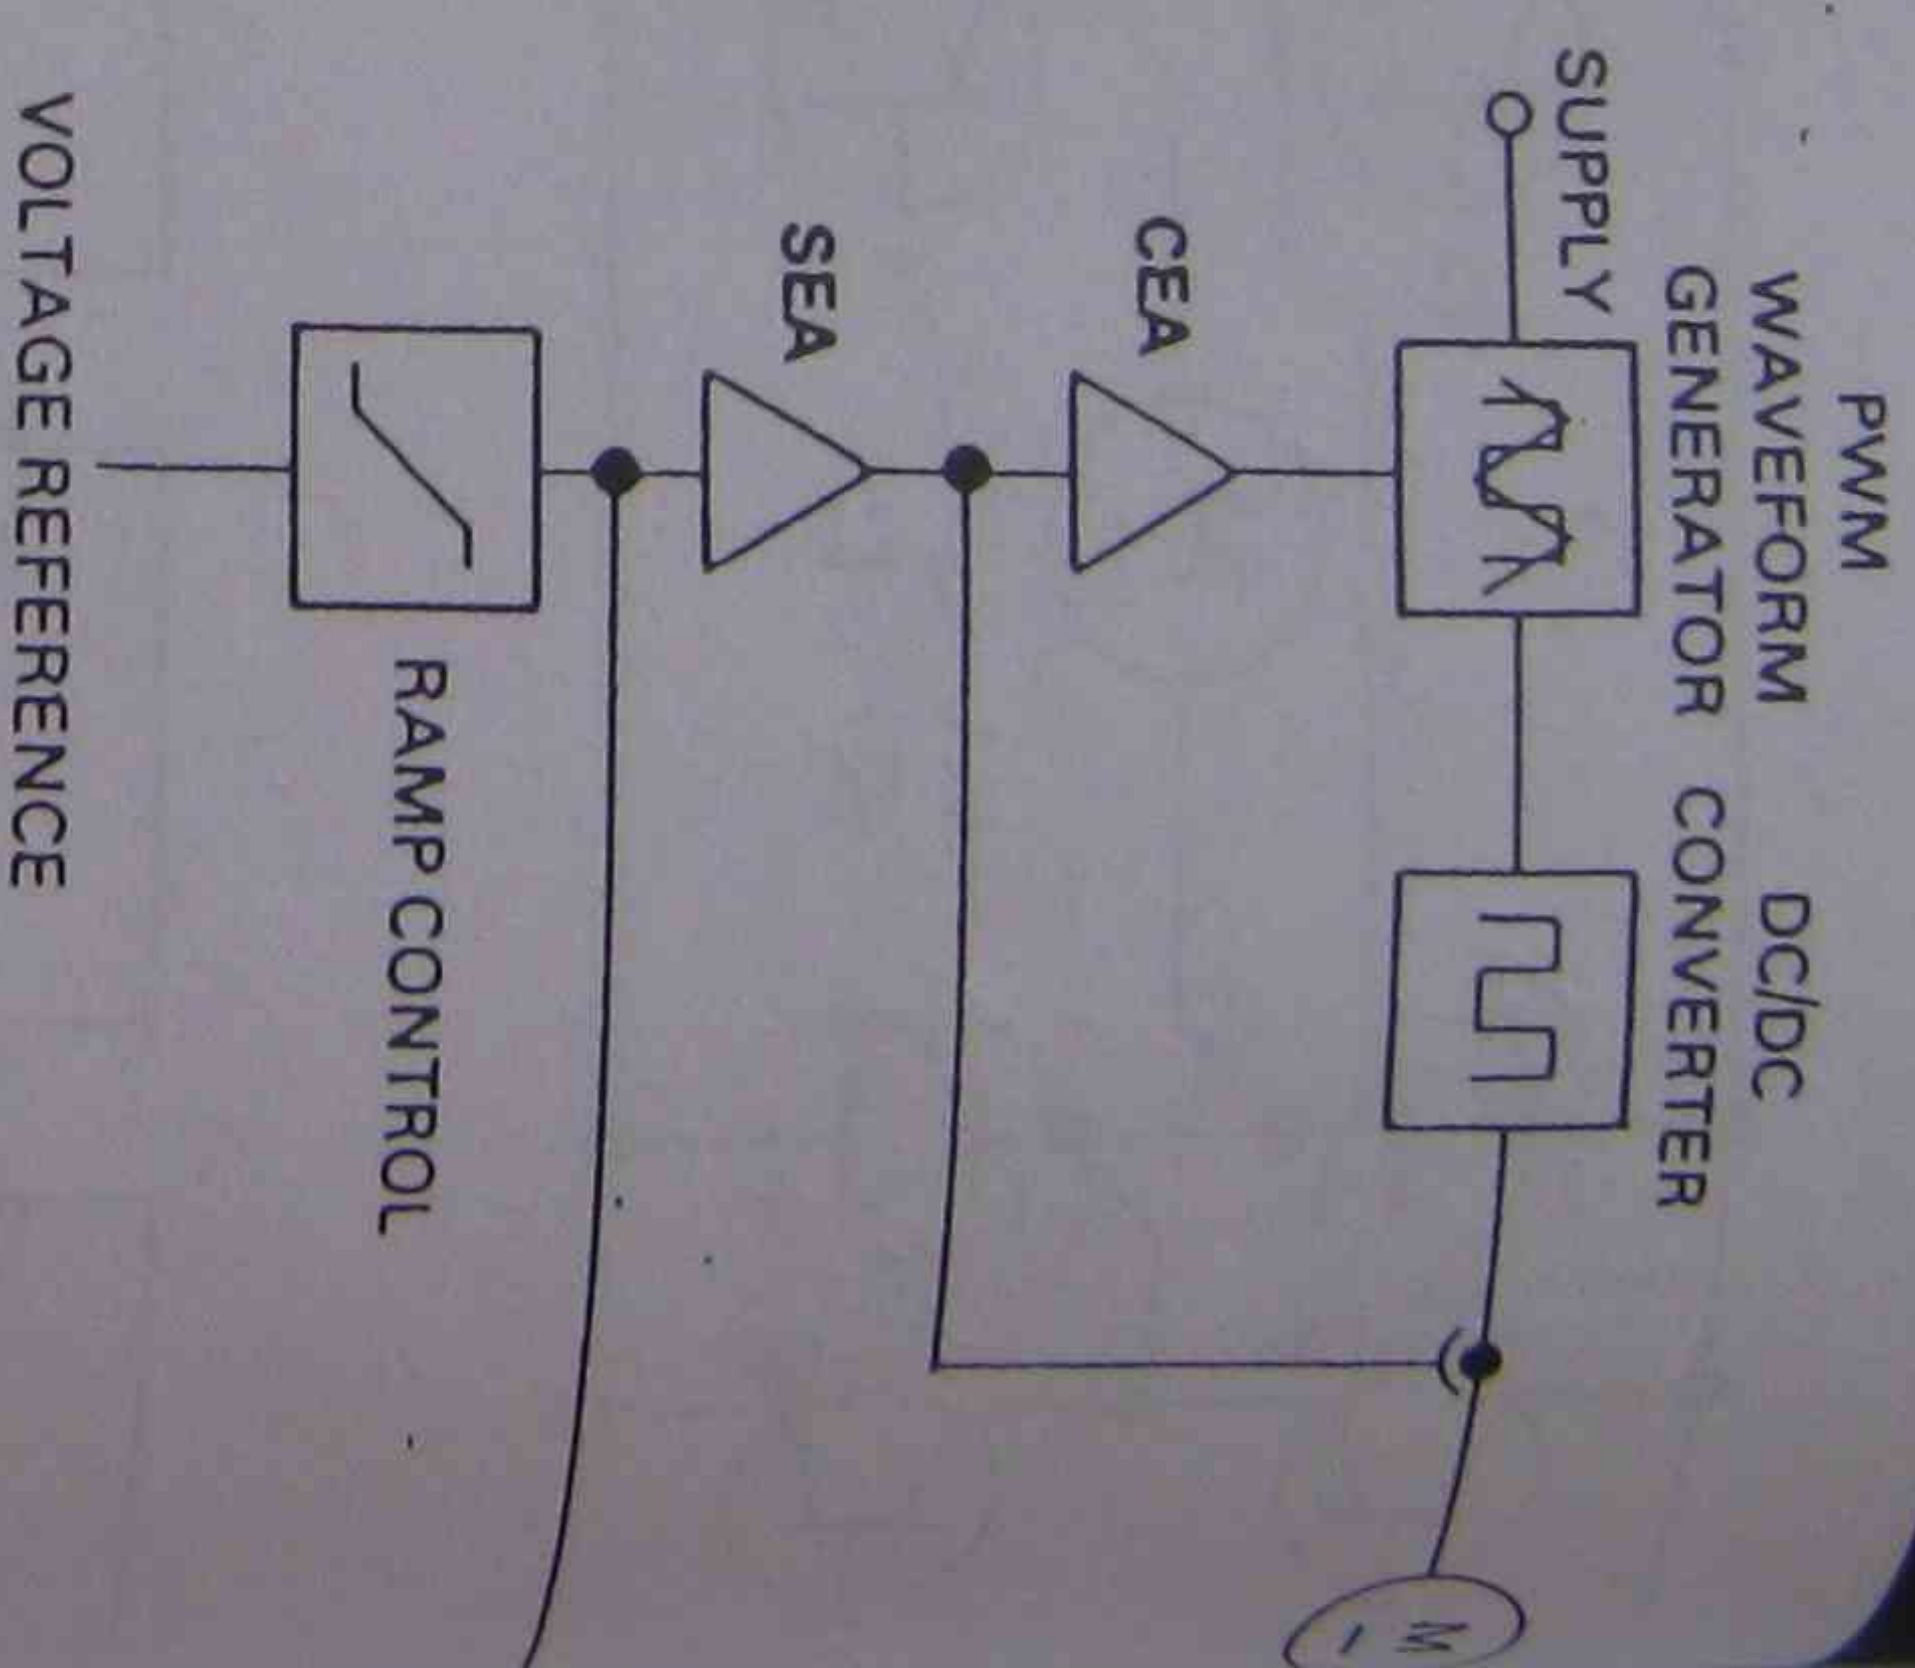 PWM
WAVEFORM
GENERATOR
DC/DC
CONVERTER
SUPPLY
M
CEA
SEA
RAMP CONTROL
VOLTAGE REFERENCE